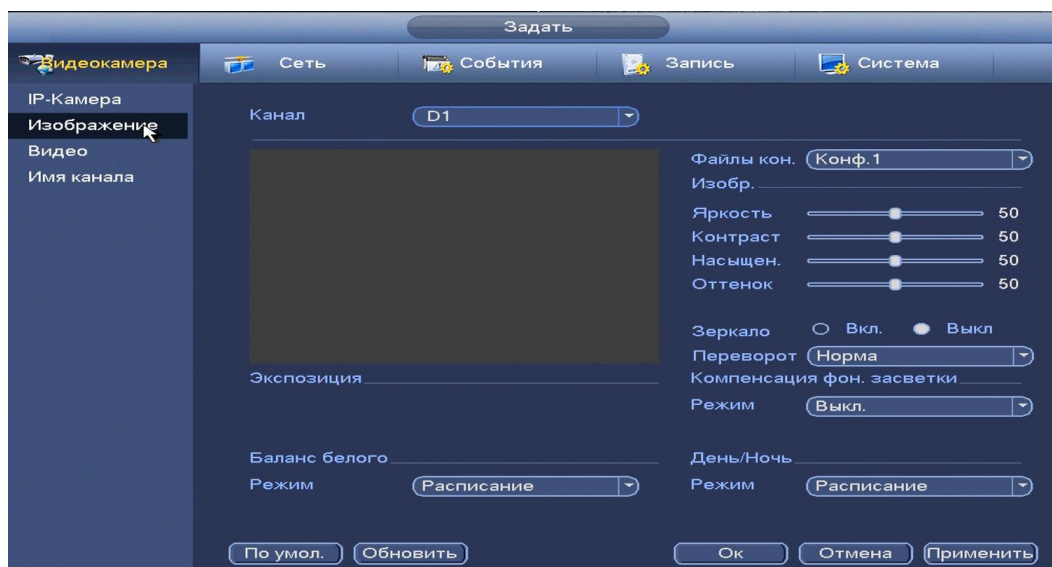 Задать
Видеокамера Сеть События Запись Система
IP-Камера
Изображение
Видео
Имя канала
Канал D1
Файлы кон. Конф.1
Изобр.
Яркость 50
Контраст 50
Насыщен. 50
Оттенок 50
Зеркало Вкл. Выкл
Переворот Норма
Экспозиция
Компенсация фон. засветки
Режим Выкл.
Баланс белого
Режим Расписание
День/Ночь
Режим Расписание
По умол. Обновить Ок Отмена Применить